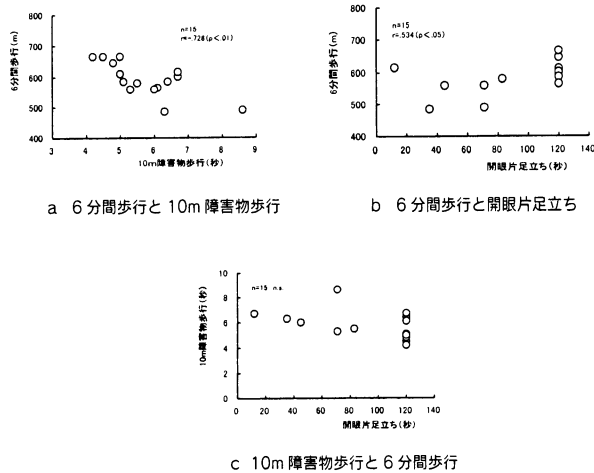 n=15
r=-.728(p<.01)
6分間歩行(m)
800
700
600
500
400
3 4 5 6 7 8 9
10m障害物歩行(秒)
a 6分間歩行と10m障害物歩行
n=15
r=.534(p<.05)
6分間歩行(m)
800
700
600
500
400
0 20 40 60 80 100 120 140
開眼片足立ち(秒)
b 6分間歩行と開眼片足立ち
n=15 n.s.
10m障害物歩行(秒)
10
8
6
4
2
0
0 20 40 60 80 100 120 140
開眼片足立ち(秒)
c 10m障害物歩行と6分間歩行